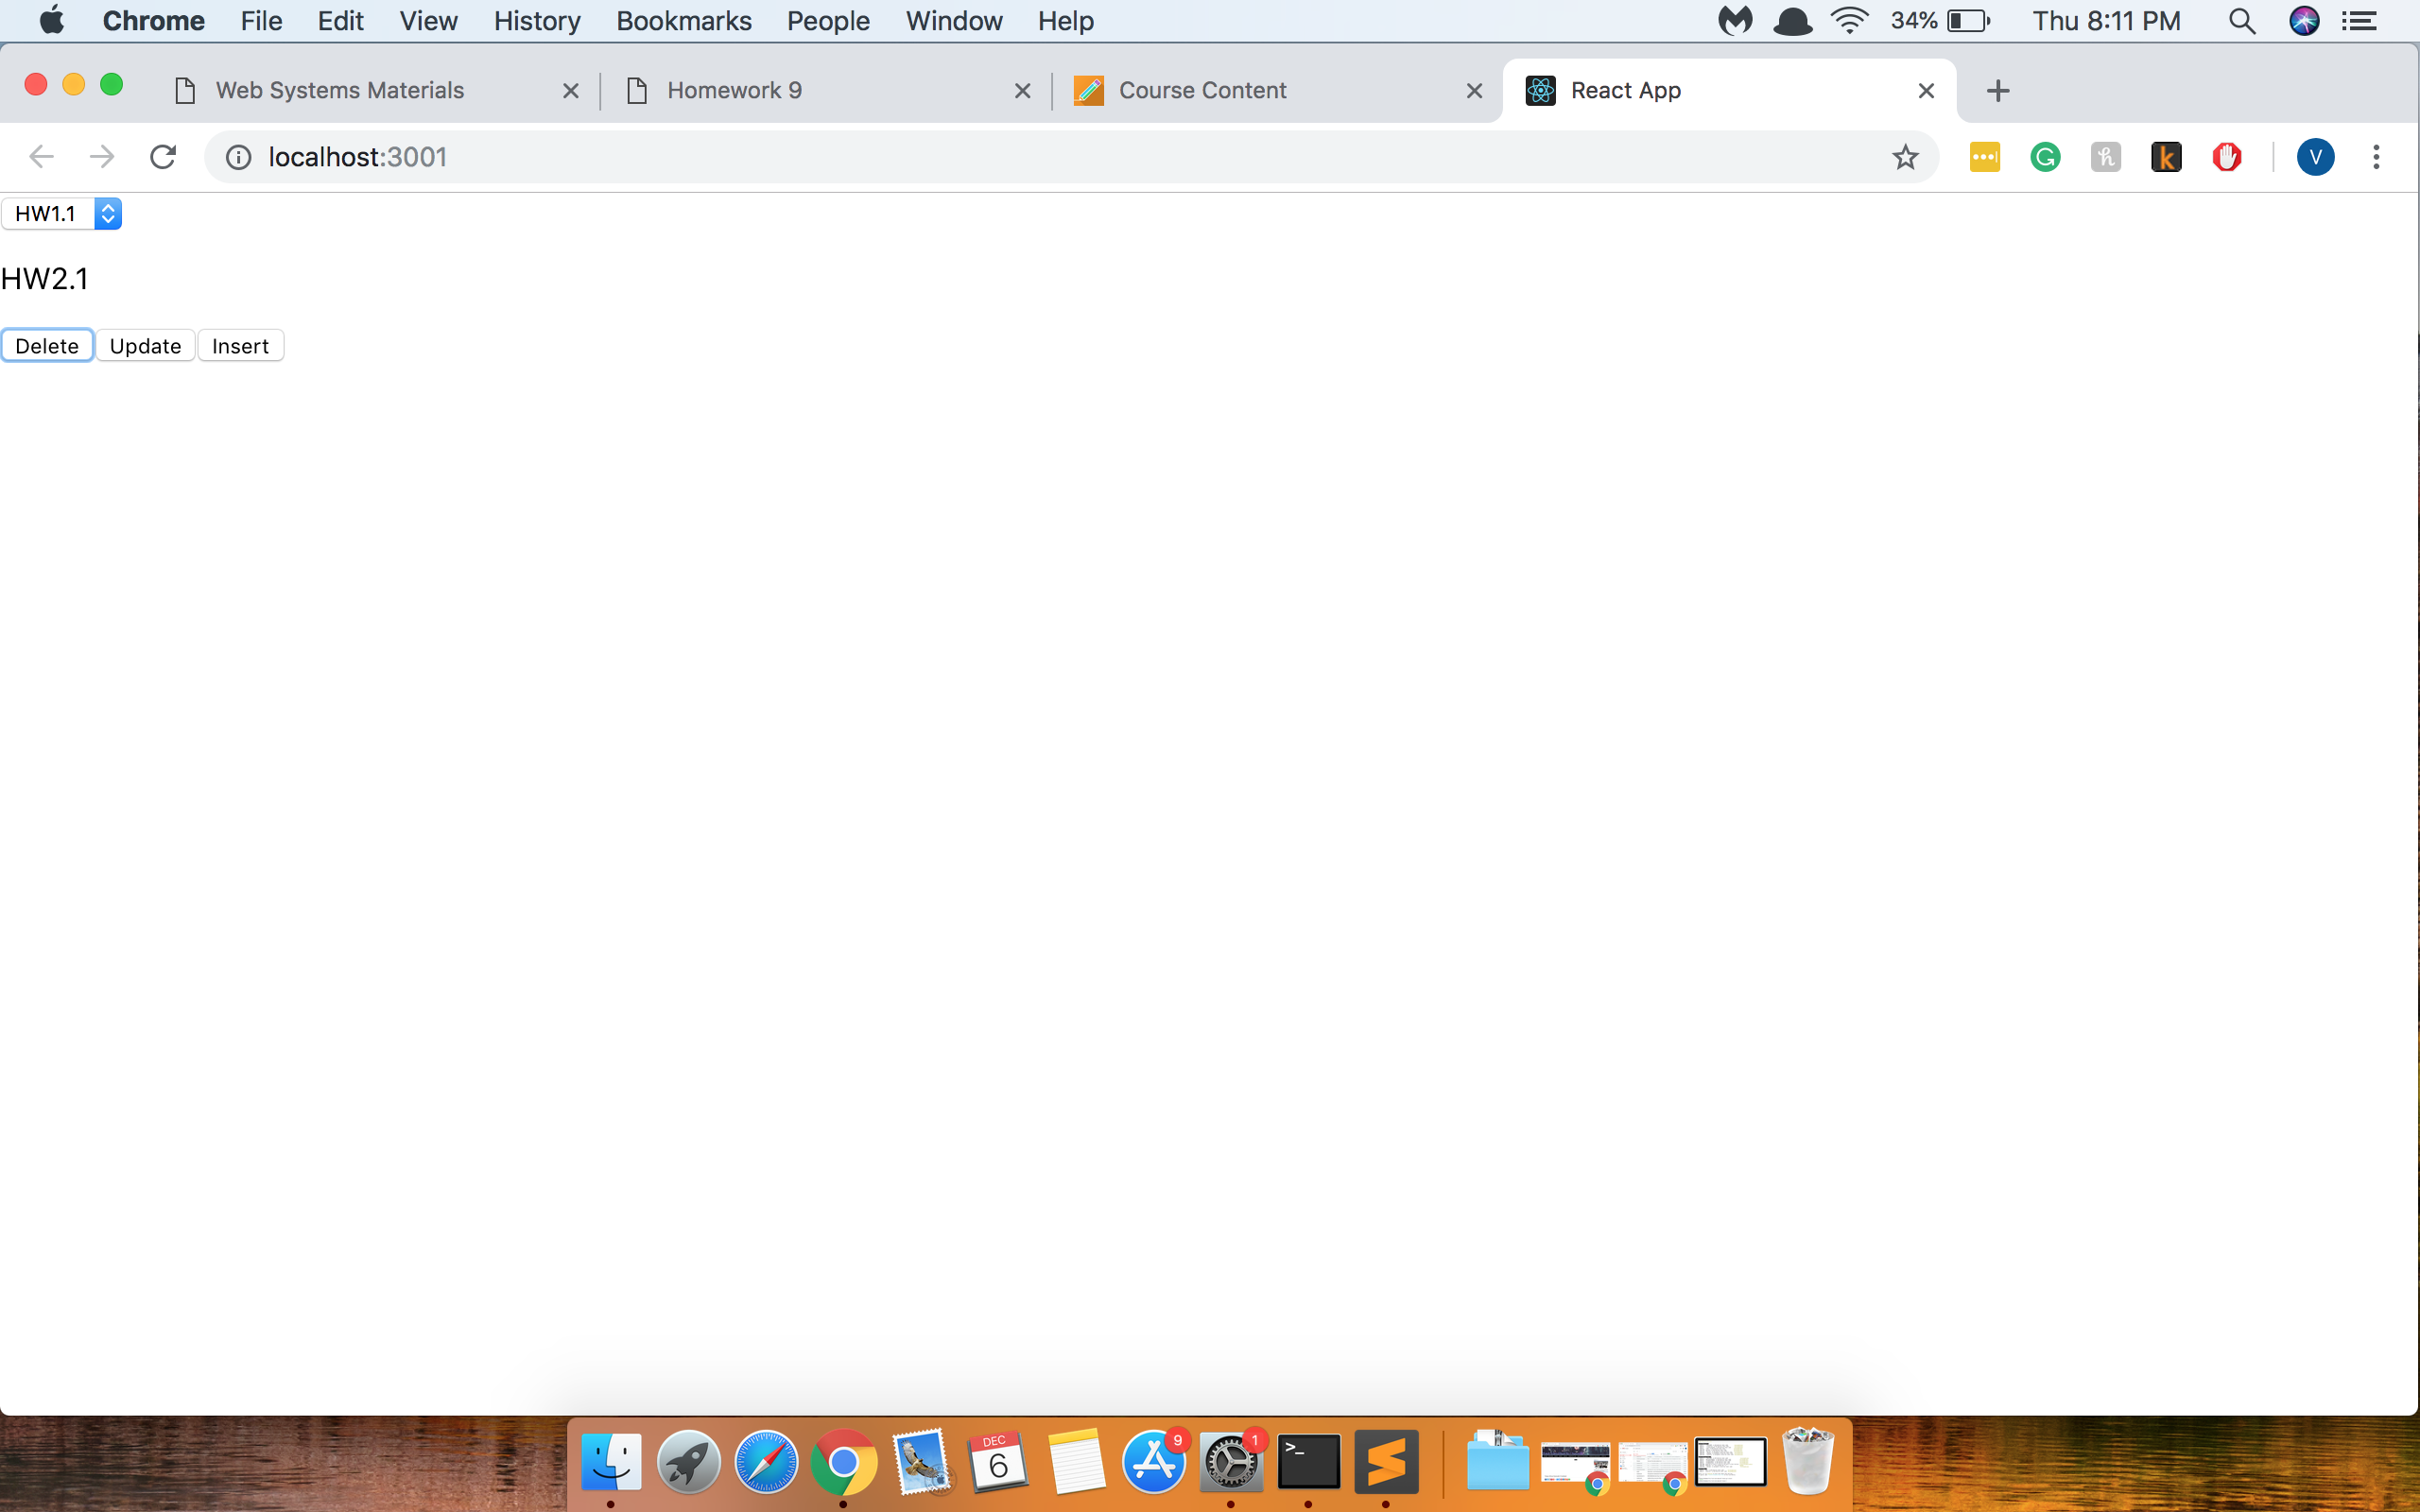 Chrome File Edit View History Bookmarks People Window Help 34% Thu 8:11 PM
Web Systems Materials Homework 9 Course Content React App
localhost:3001
HW1.1
HW2.1
Delete Update Insert
DEC
6
9
1